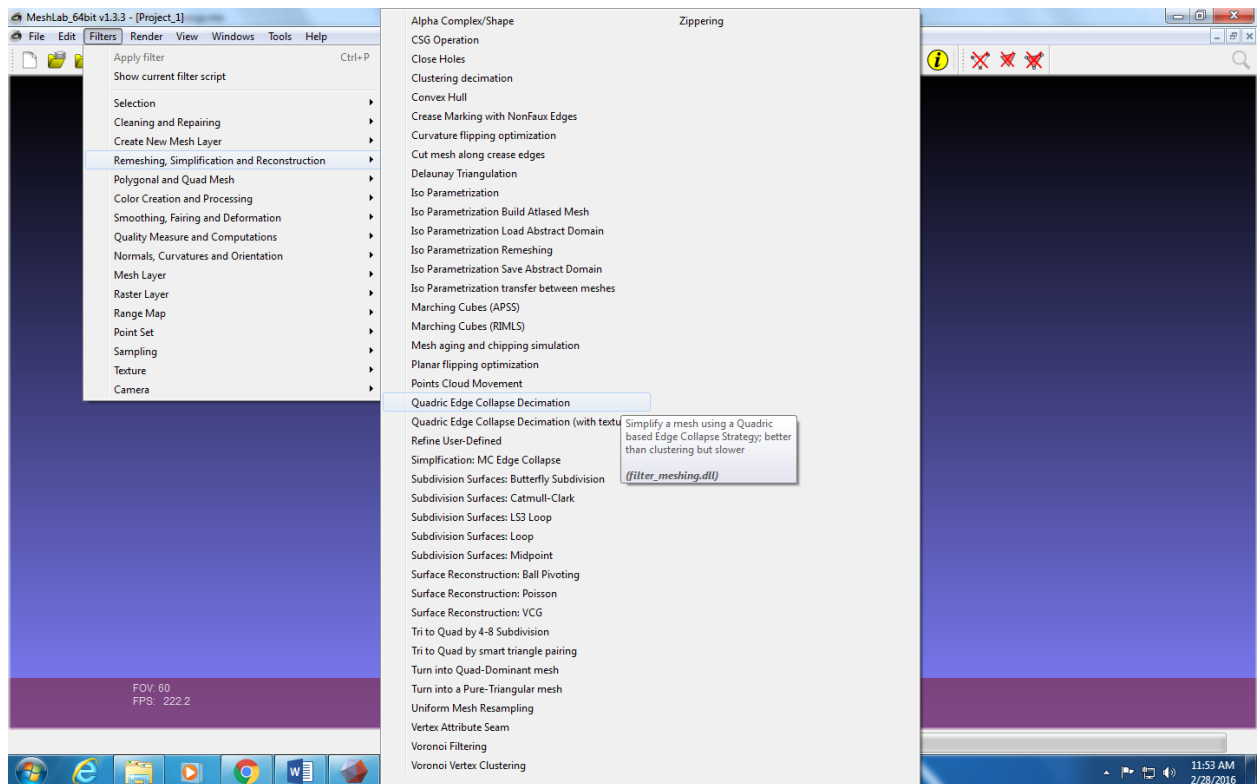 MeshLab_64bit v1.3.3 - [Project_1]
File Edit Filters Render View Windows Tools Help
Apply filter Ctrl+P
Show current filter script
Selection
Cleaning and Repairing
Create New Mesh Layer
Remeshing, Simplification and Reconstruction
Polygonal and Quad Mesh
Color Creation and Processing
Smoothing, Fairing and Deformation
Quality Measure and Computations
Normals, Curvatures and Orientation
Mesh Layer
Raster Layer
Range Map
Point Set
Sampling
Texture
Camera
Alpha Complex/Shape
CSG Operation
Close Holes
Clustering decimation
Convex Hull
Crease Marking with NonFaux Edges
Curvature flipping optimization
Cut mesh along crease edges
Delaunay Triangulation
Iso Parametrization
Iso Parametrization Build Atlased Mesh
Iso Parametrization Load Abstract Domain
Iso Parametrization Remeshing
Iso Parametrization Save Abstract Domain
Iso Parametrization transfer between meshes
Marching Cubes (APSS)
Marching Cubes (RIMLS)
Mesh aging and chipping simulation
Planar flipping optimization
Points Cloud Movement
Quadric Edge Collapse Decimation
Quadric Edge Collapse Decimation (with textu
Refine User-Defined
Simplfication: MC Edge Collapse
Subdivision Surfaces: Butterfly Subdivision
Subdivision Surfaces: Catmull-Clark
Subdivision Surfaces: LS3 Loop
Subdivision Surfaces: Loop
Subdivision Surfaces: Midpoint
Surface Reconstruction: Ball Pivoting
Surface Reconstruction: Poisson
Surface Reconstruction: VCG
Tri to Quad by 4-8 Subdivision
Tri to Quad by smart triangle pairing
Turn into Quad-Dominant mesh
Turn into a Pure-Triangular mesh
Uniform Mesh Resampling
Vertex Attribute Seam
Voronoi Filtering
Voronoi Vertex Clustering
Zippering
Simplify a mesh using a Quadric
based Edge Collapse Strategy; better
than clustering but slower
(filter_meshing.dll)
FOV: 60
FPS: 222.2
11:53 AM
2/28/2016